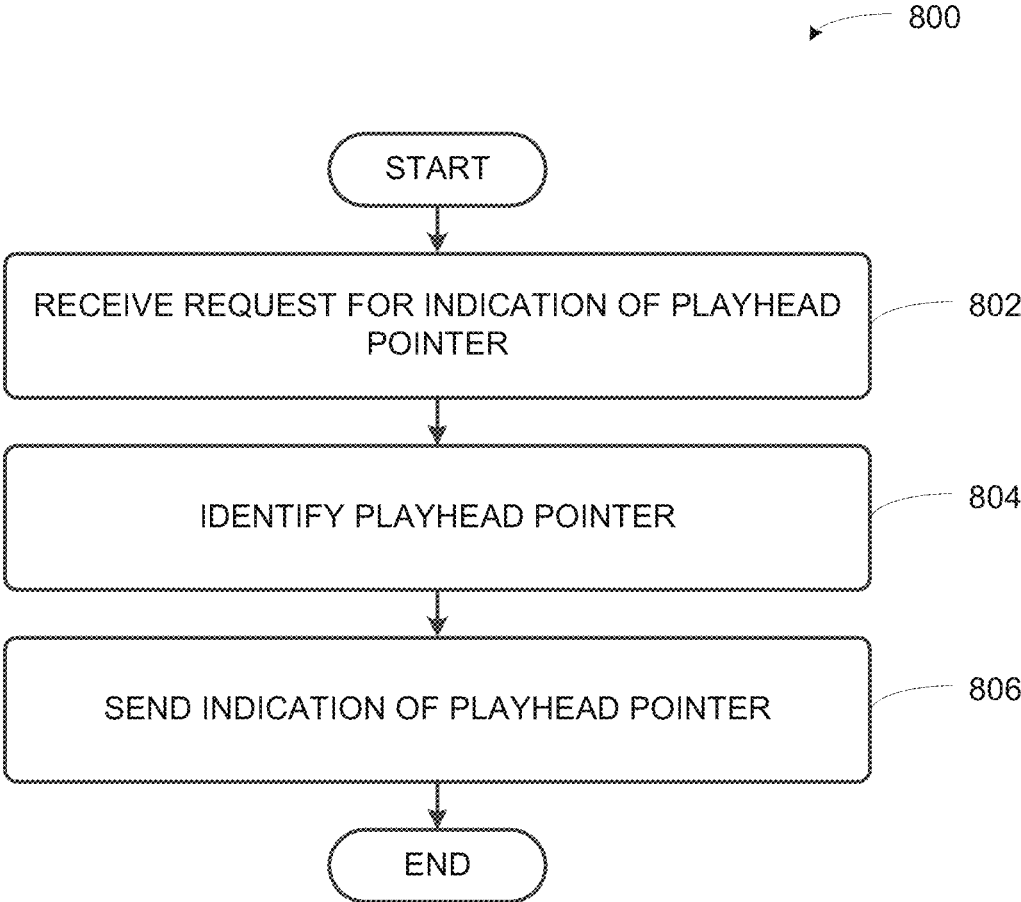 800
START
RECEIVE REQUEST FOR INDICATION OF PLAYHEAD
POINTER
802
IDENTIFY PLAYHEAD POINTER
804
SEND INDICATION OF PLAYHEAD POINTER
806
END